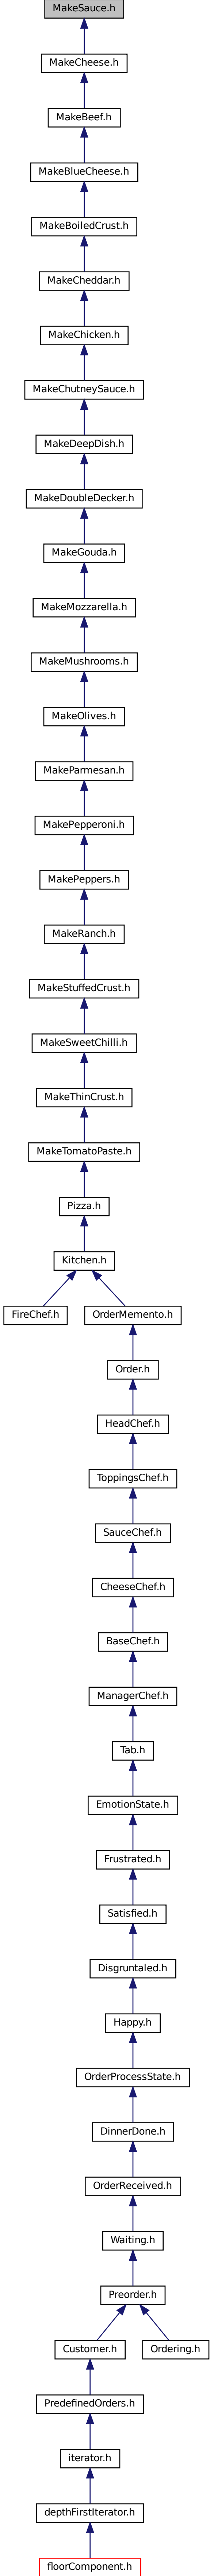 MakeSauce.h
MakeCheese.h
MakeBeef.h
MakeBlueCheese.h
MakeBoiledCrust.h
MakeCheddar.h
MakeChicken.h
MakeChutneySauce.h
MakeDeepDish.h
MakeDoubleDecker.h
MakeGouda.h
MakeMozzarella.h
MakeMushrooms.h
MakeOlives.h
MakeParmesan.h
MakePepperoni.h
MakePeppers.h
MakeRanch.h
MakeStuffedCrust.h
MakeSweetChilli.h
MakeThinCrust.h
MakeTomatoPaste.h
Pizza.h
Kitchen.h
FireChef.h
OrderMemento.h
Order.h
HeadChef.h
ToppingsChef.h
SauceChef.h
CheeseChef.h
BaseChef.h
ManagerChef.h
Tab.h
EmotionState.h
Frustrated.h
Satisfied.h
Disgruntaled.h
Happy.h
OrderProcessState.h
DinnerDone.h
OrderReceived.h
Waiting.h
Preorder.h
Customer.h
Ordering.h
PredefinedOrders.h
iterator.h
depthFirstIterator.h
floorComponent.h